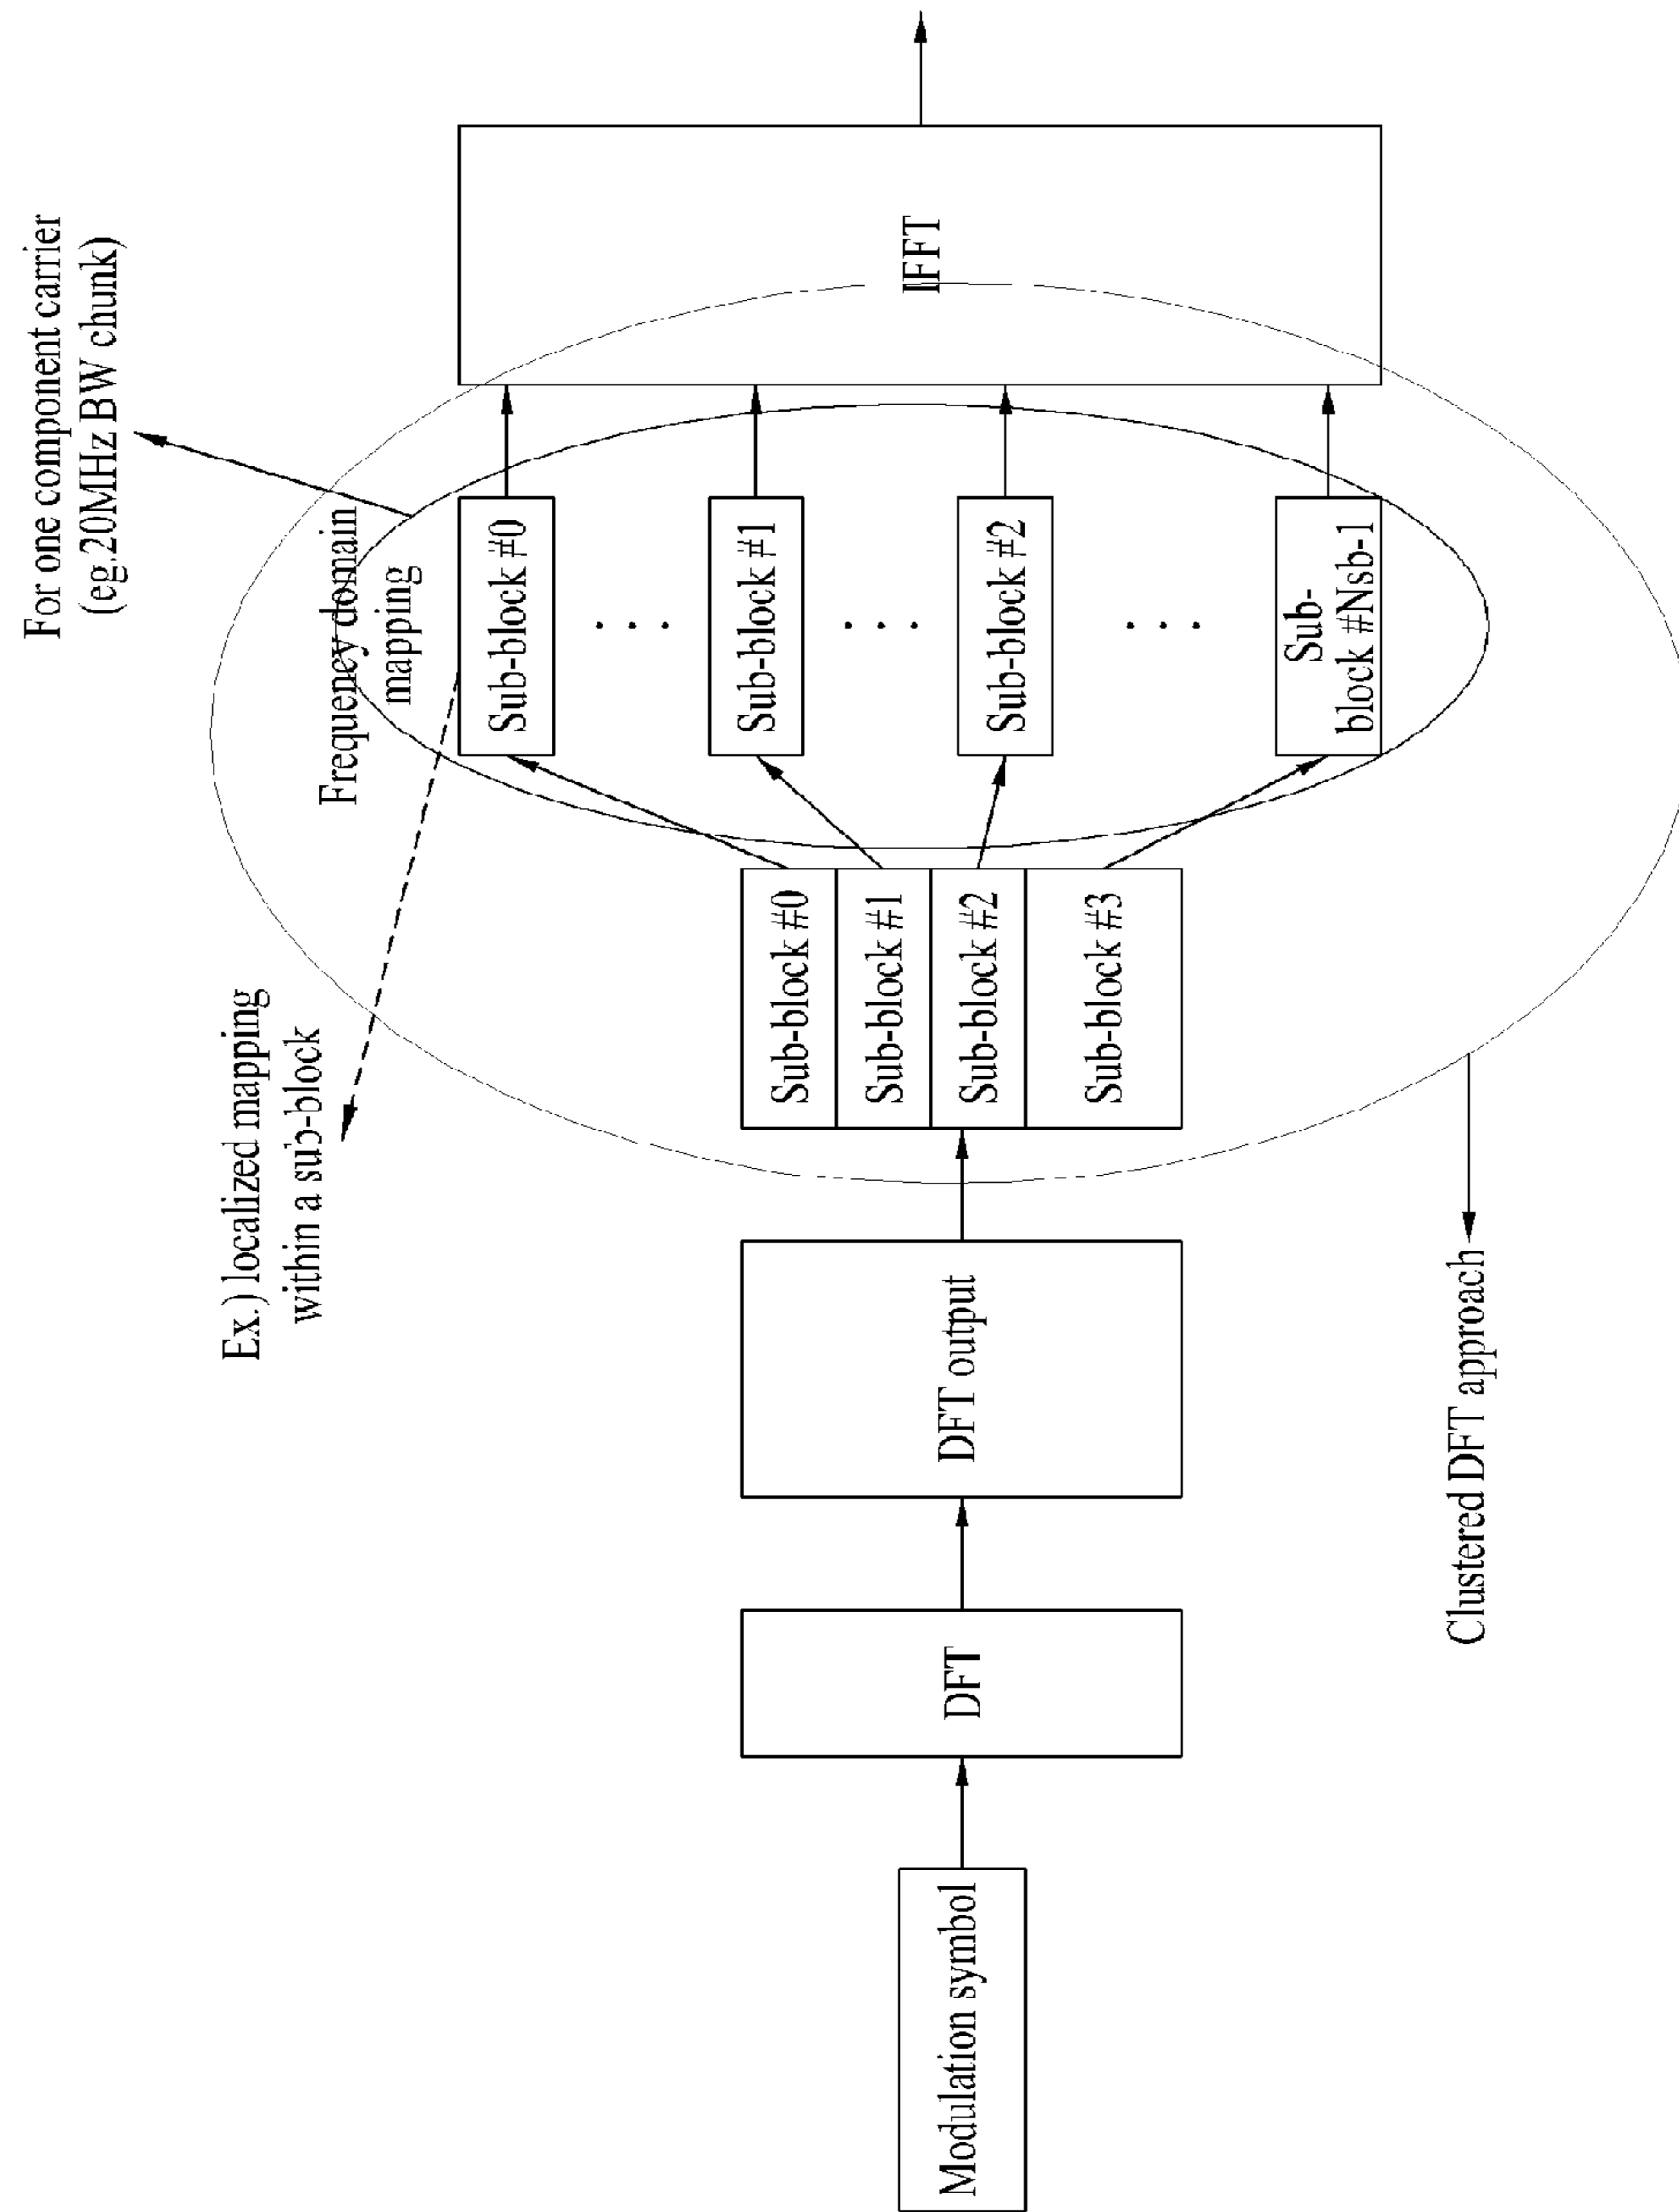 For one component carrier
(eg.20MHz BW chunk)
Ex.) localized mapping
within a sub-block
Frequency domain
mapping
Modulation symbol
DFT
DFT output
Sub-block #0
Sub-block #1
Sub-block #2
Sub-block #3
Sub-block #0
Sub-block #1
Sub-block #2
Sub-
block #Nsb-1
IFFT
Clustered DFT approach